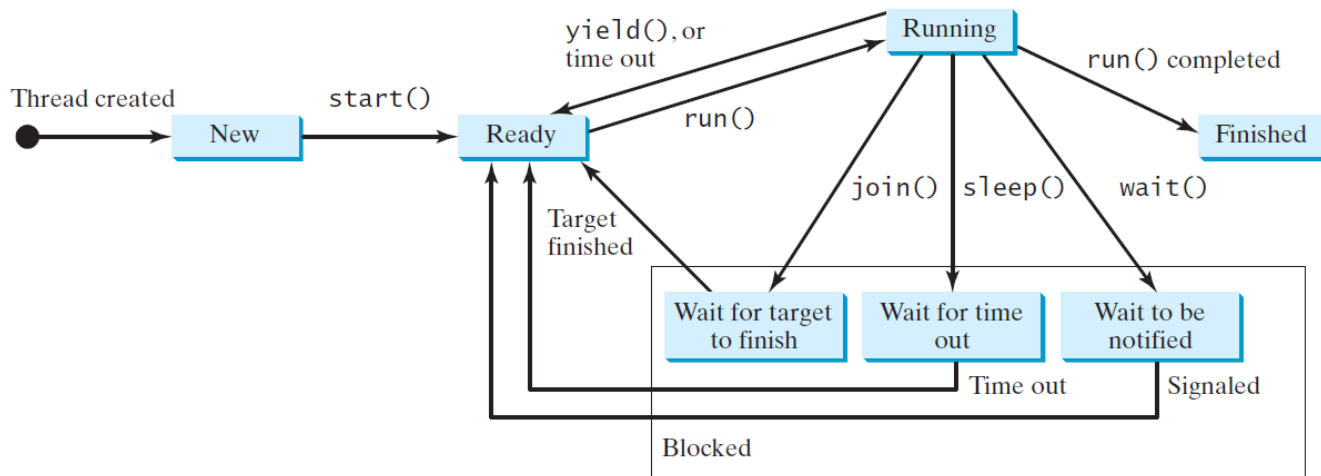 yield(), or
time out
Running
run() completed
Thread created
start()
New
Ready
run()
Finished
join()
sleep()
wait()
Target
finished
Wait for target
to finish
Wait for time
out
Wait to be
notified
Time out
Signaled
Blocked